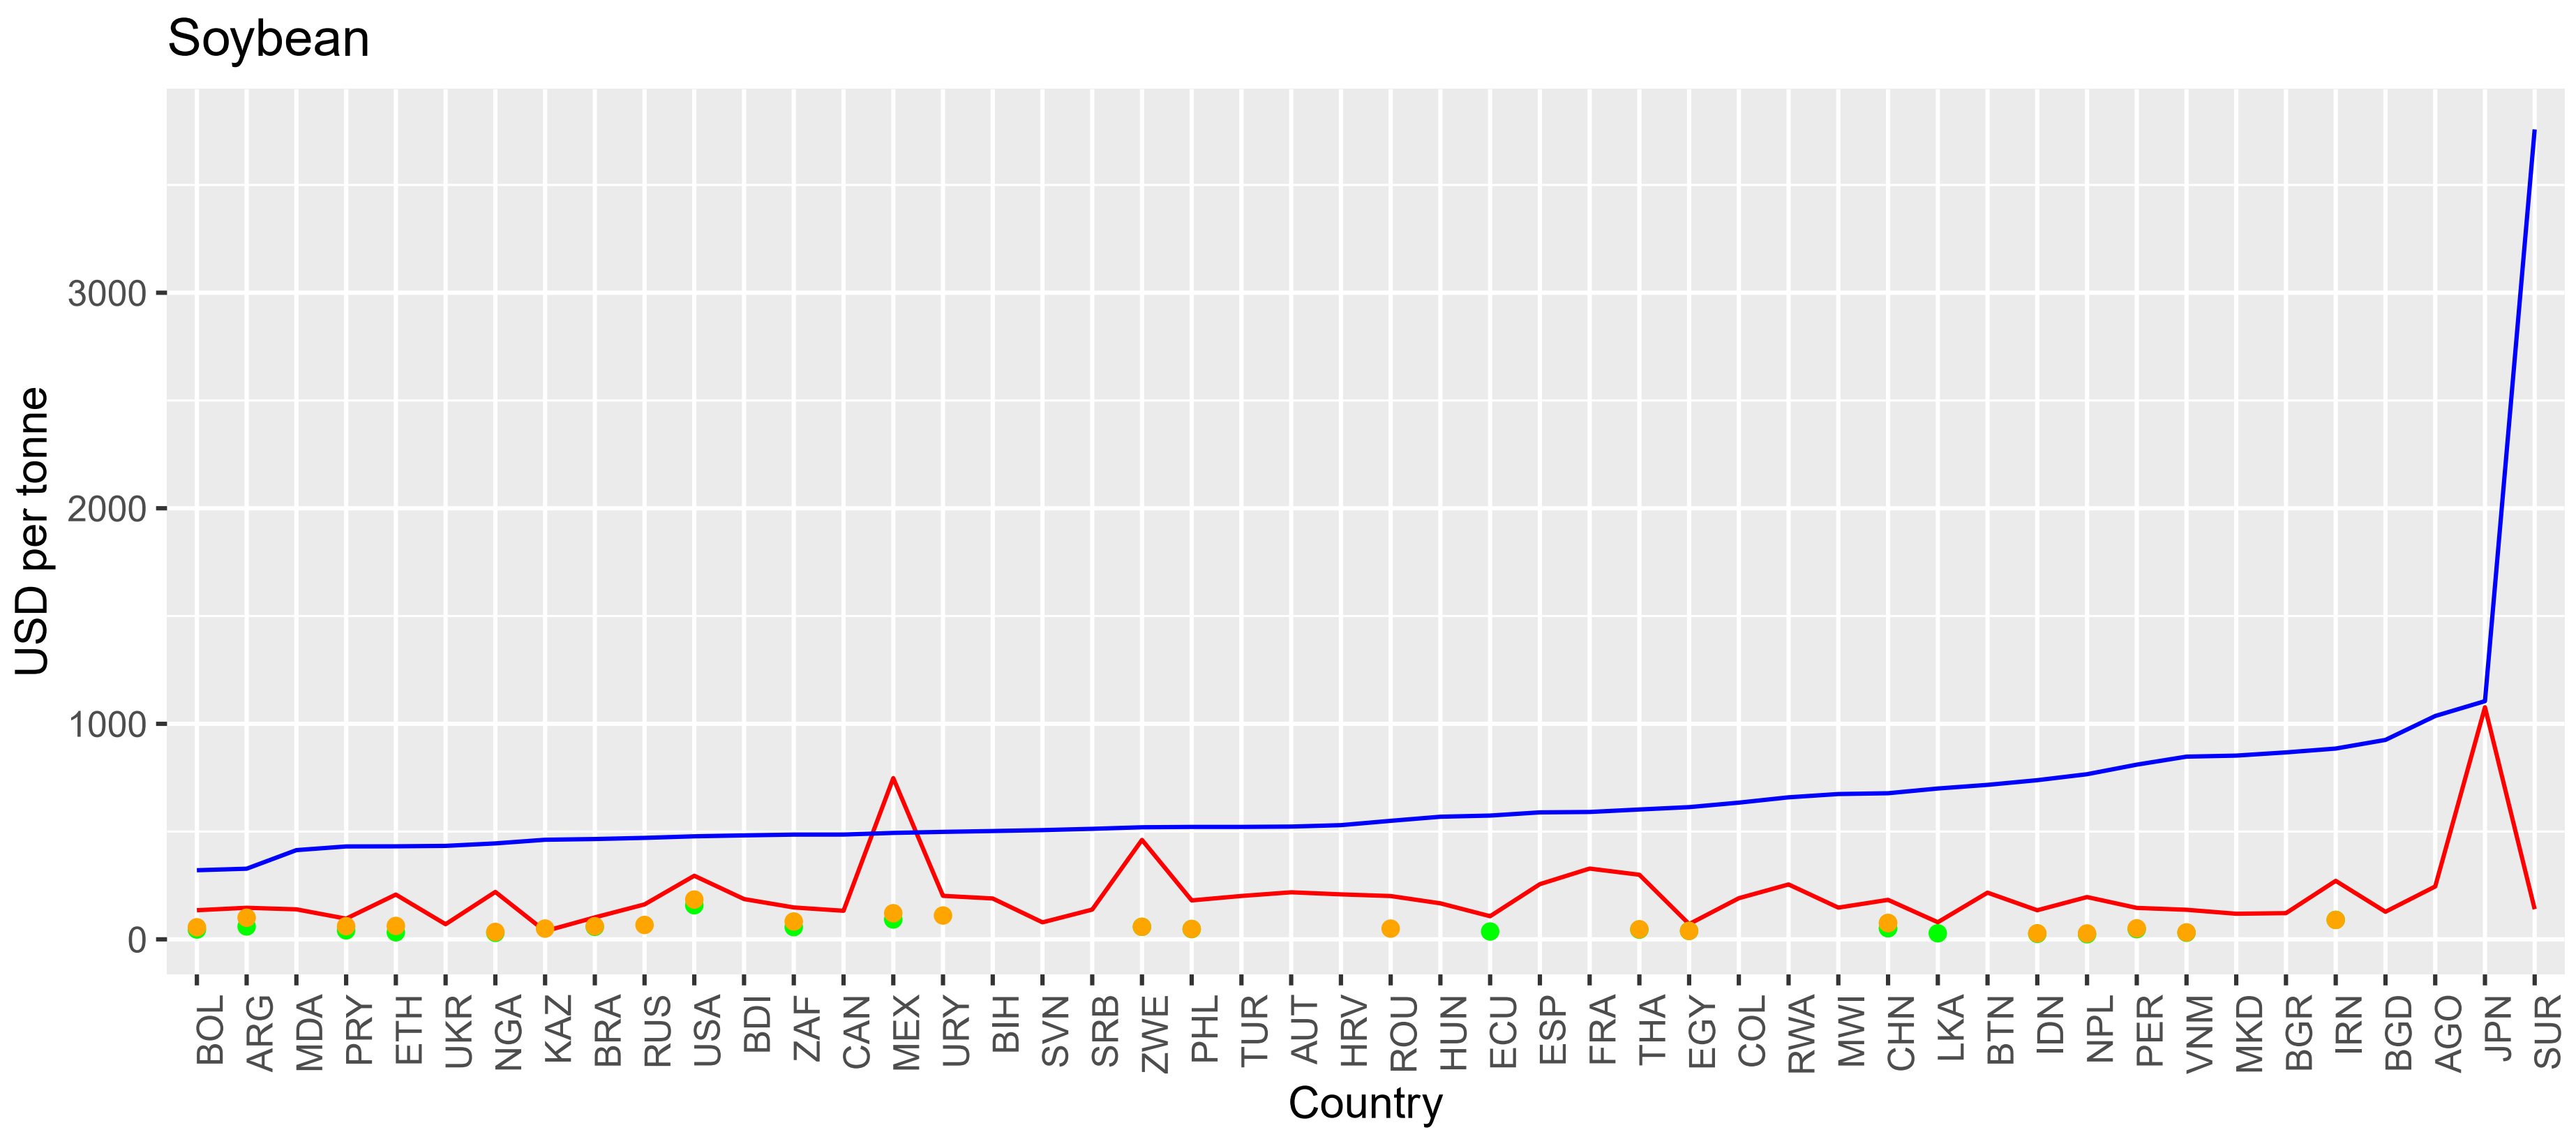 Soybean
USD per tonne
3000
2000
1000
0
BOL ARG MDA PRY ETH UKR NGA KAZ BRA RUS USA BDI ZAF CAN MEX URY BIH SVN SRB ZWE PHL TUR AUT HRV ROU HUN ECU ESP FRA THA EGY COL RWA MWI CHN LKA BTN IDN NPL PER VNM MKD BGR IRN BGD AGO JPN SUR
Country